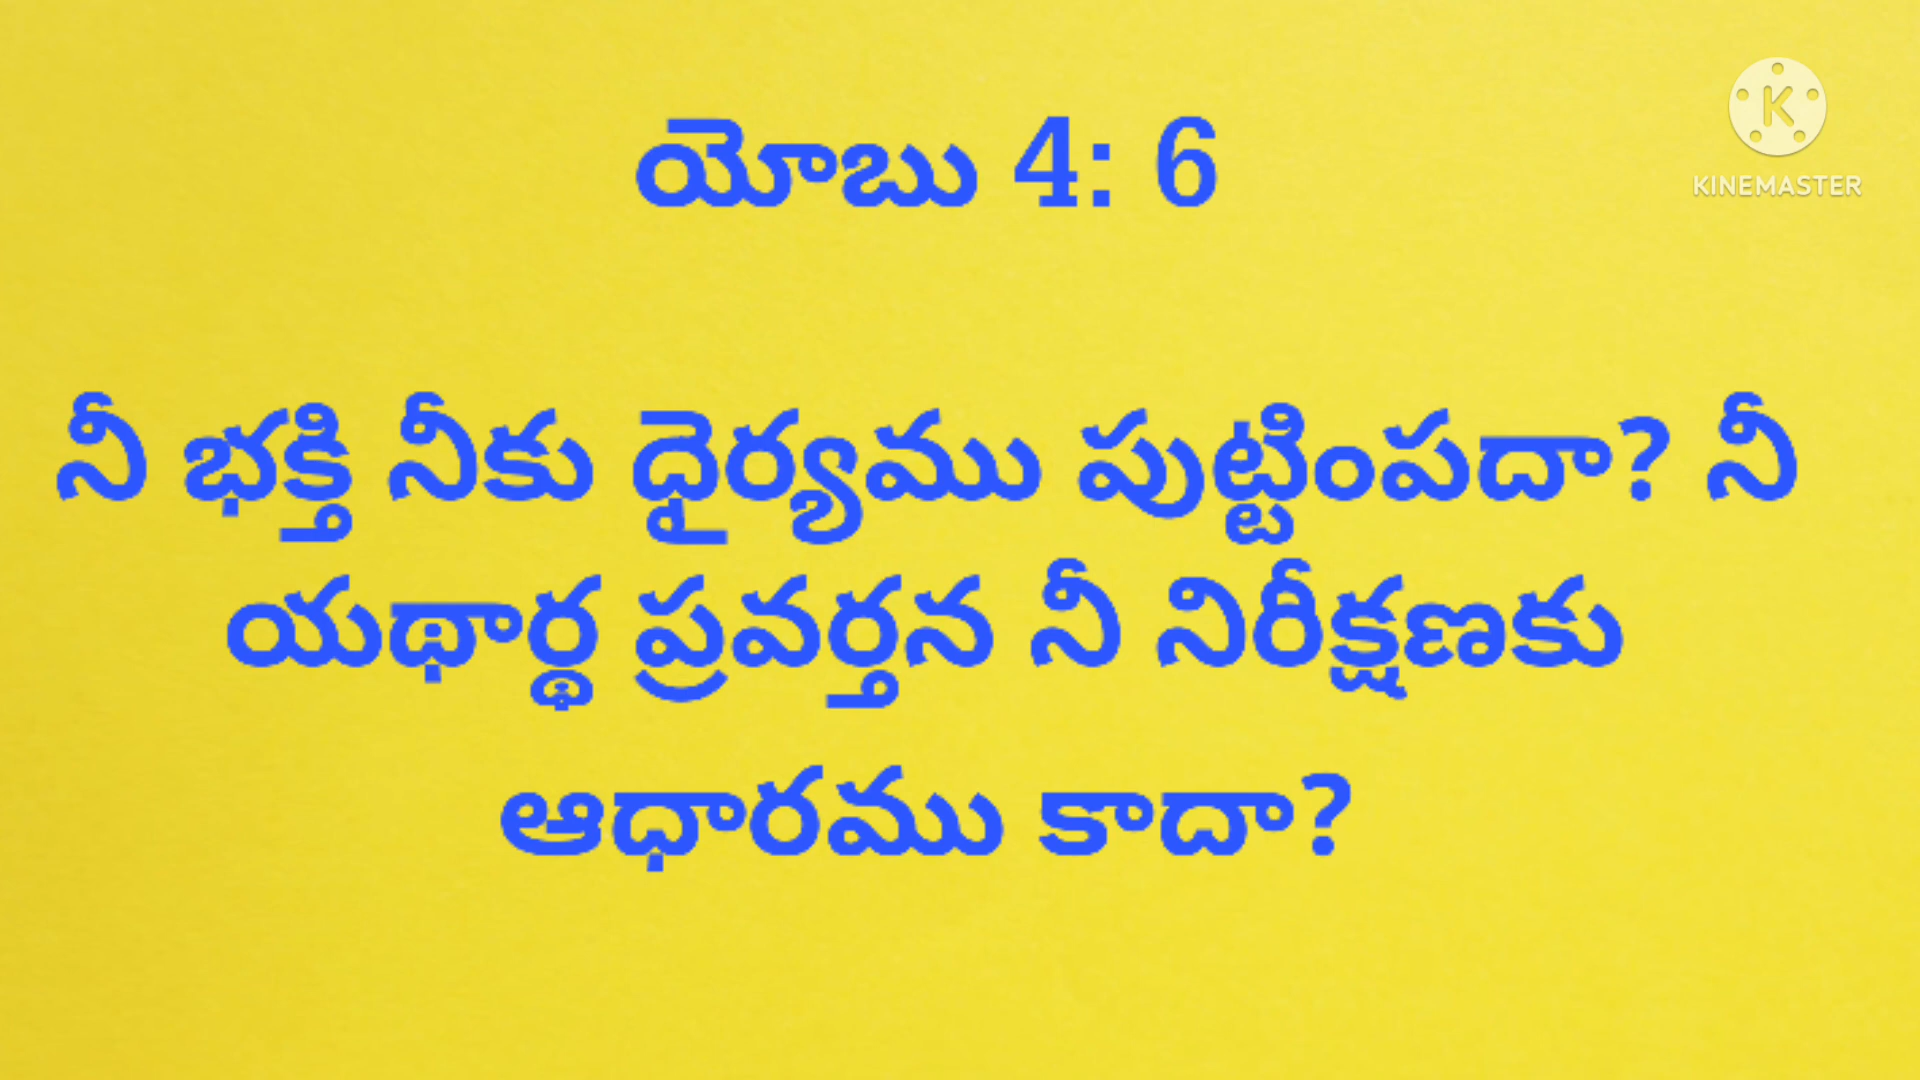 యోబు 4: 6
KINEMASTER
నీ భక్తి నీకు ధైర్యము పుట్టింపదా? నీ
యథార్థ ప్రవర్తన నీ నిరీక్షణకు
ఆధారము కాదా?